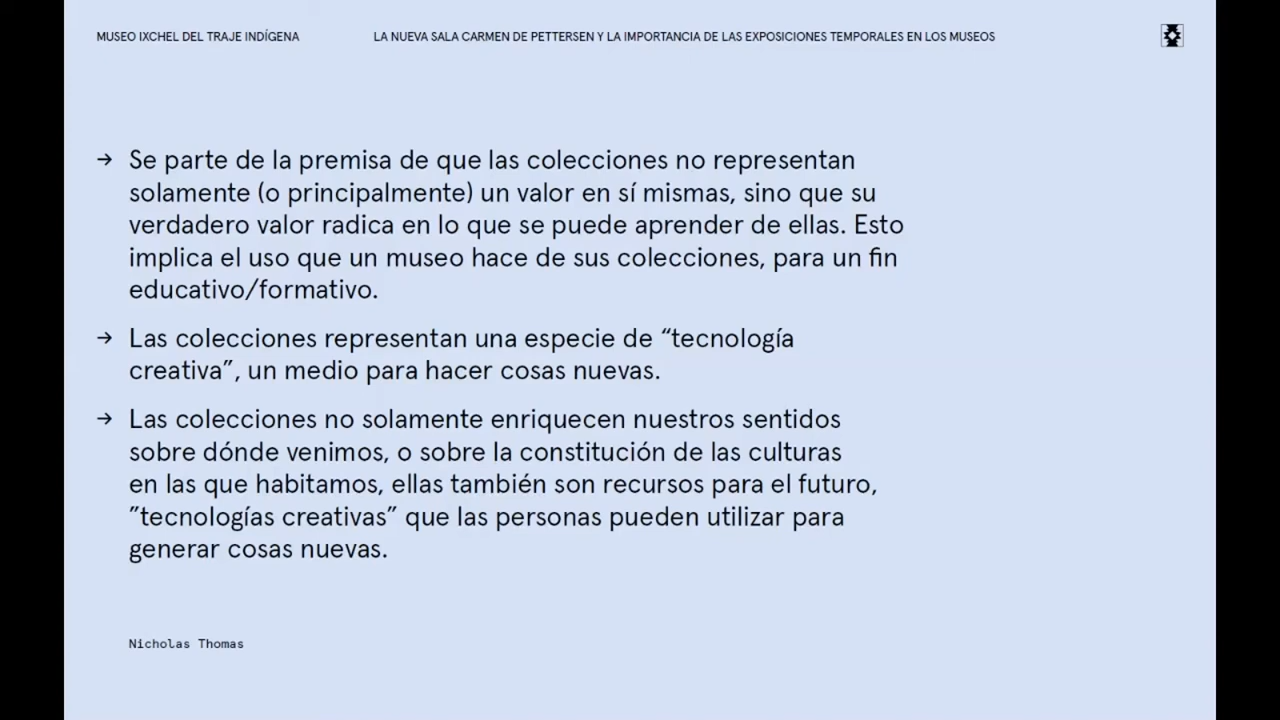 MUSEO IXCHEL DEL TRAJE INDÍGENA
LA NUEVA SALA CARMEN DE PETTERSEN Y LA IMPORTANCIA DE LAS EXPOSICIONES TEMPORALES EN LOS MUSEOS
→ Se parte de la premisa de que las colecciones no representan
solamente (o principalmente) un valor en sí mismas, sino que su
verdadero valor radica en lo que se puede aprender de ellas. Esto
implica el uso que un museo hace de sus colecciones, para un fin
educativo/formativo.
→ Las colecciones representan una especie de “tecnología
creativa”, un medio para hacer cosas nuevas.
→ Las colecciones no solamente enriquecen nuestros sentidos
sobre dónde venimos, o sobre la constitución de las culturas
en las que habitamos, ellas también son recursos para el futuro,
”tecnologías creativas” que las personas pueden utilizar para
generar cosas nuevas.
Nicholas Thomas